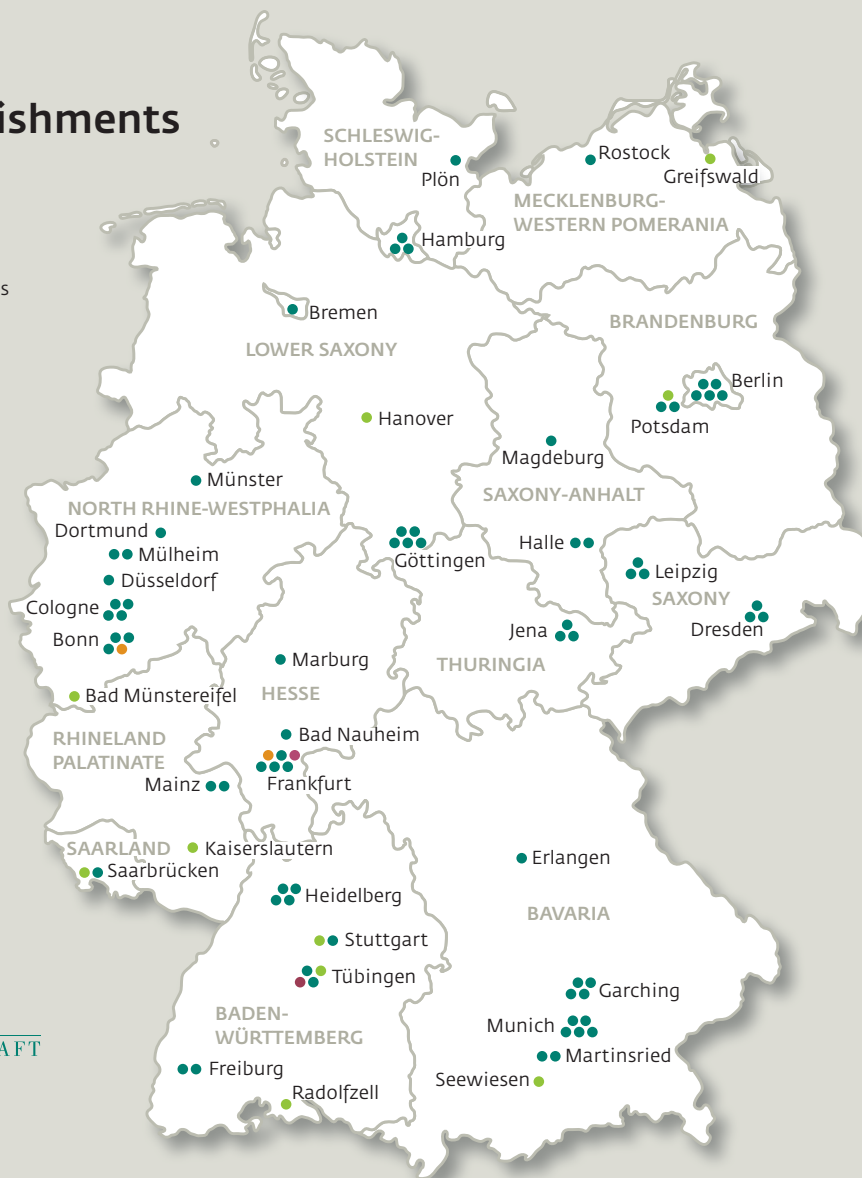 ishments
SCHLESWIG-
HOLSTEIN
Plön
Rostock
Greifswald
MECKLENBURG-
WESTERN POMERANIA
Hamburg
s
Bremen
LOWER SAXONY
BRANDENBURG
Berlin
Potsdam
Hanover
Magdeburg
Münster
SAXONY-ANHALT
NORTH RHINE-WESTPHALIA
Dortmund
Mülheim
Göttingen
Halle
Leipzig
Düsseldorf
SAXONY
Cologne
Dresden
Bonn
Jena
THURINGIA
Marburg
HESSE
Bad Münstereifel
Bad Nauheim
RHINELAND
PALATINATE
Mainz
Frankfurt
SAARLAND
Kaiserslautern
Saarbrücken
Erlangen
Heidelberg
BAVARIA
Stuttgart
Tübingen
Garching
BADEN-
WÜRTTEMBERG
Munich
AFT
Martinsried
Freiburg
Seewiesen
Radolfzell